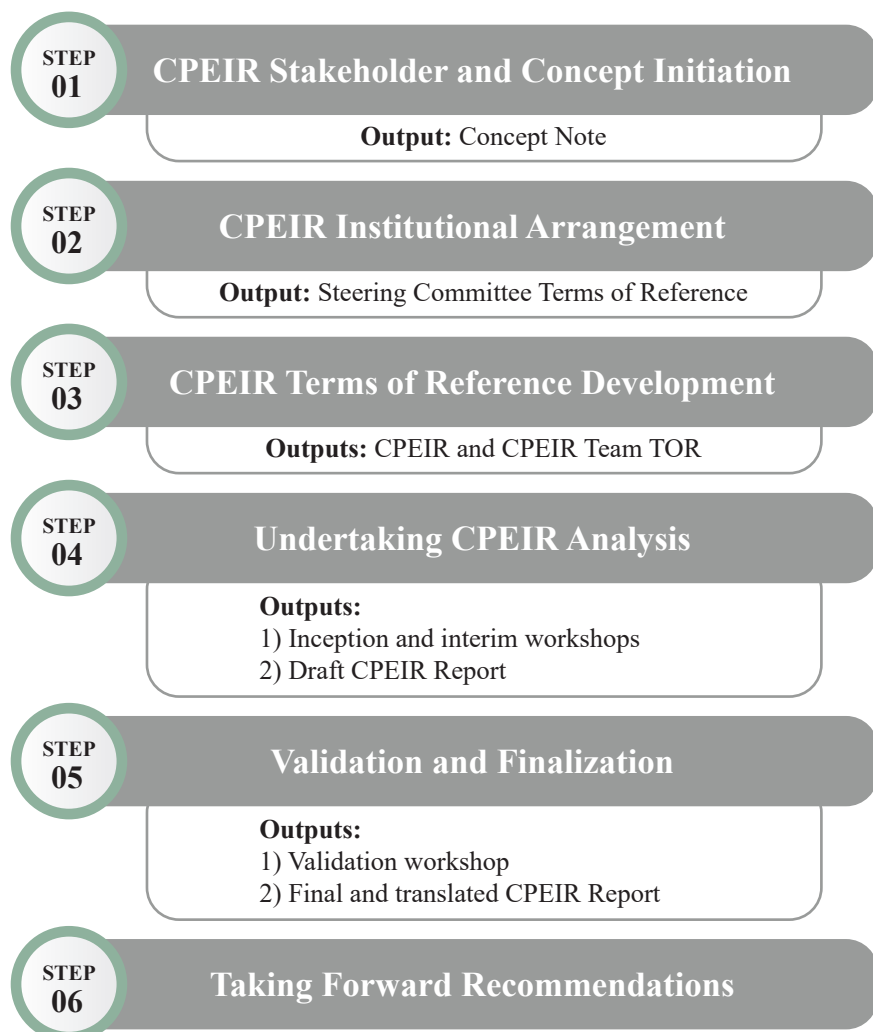 STEP
01
CPEIR Stakeholder and Concept Initiation
Output: Concept Note
STEP
02
CPEIR Institutional Arrangement
Output: Steering Committee Terms of Reference
STEP
03
CPEIR Terms of Reference Development
Outputs: CPEIR and CPEIR Team TOR
STEP
04
Undertaking CPEIR Analysis
Outputs:
1) Inception and interim workshops
2) Draft CPEIR Report
STEP
05
Validation and Finalization
Outputs:
1) Validation workshop
2) Final and translated CPEIR Report
STEP
06
Taking Forward Recommendations